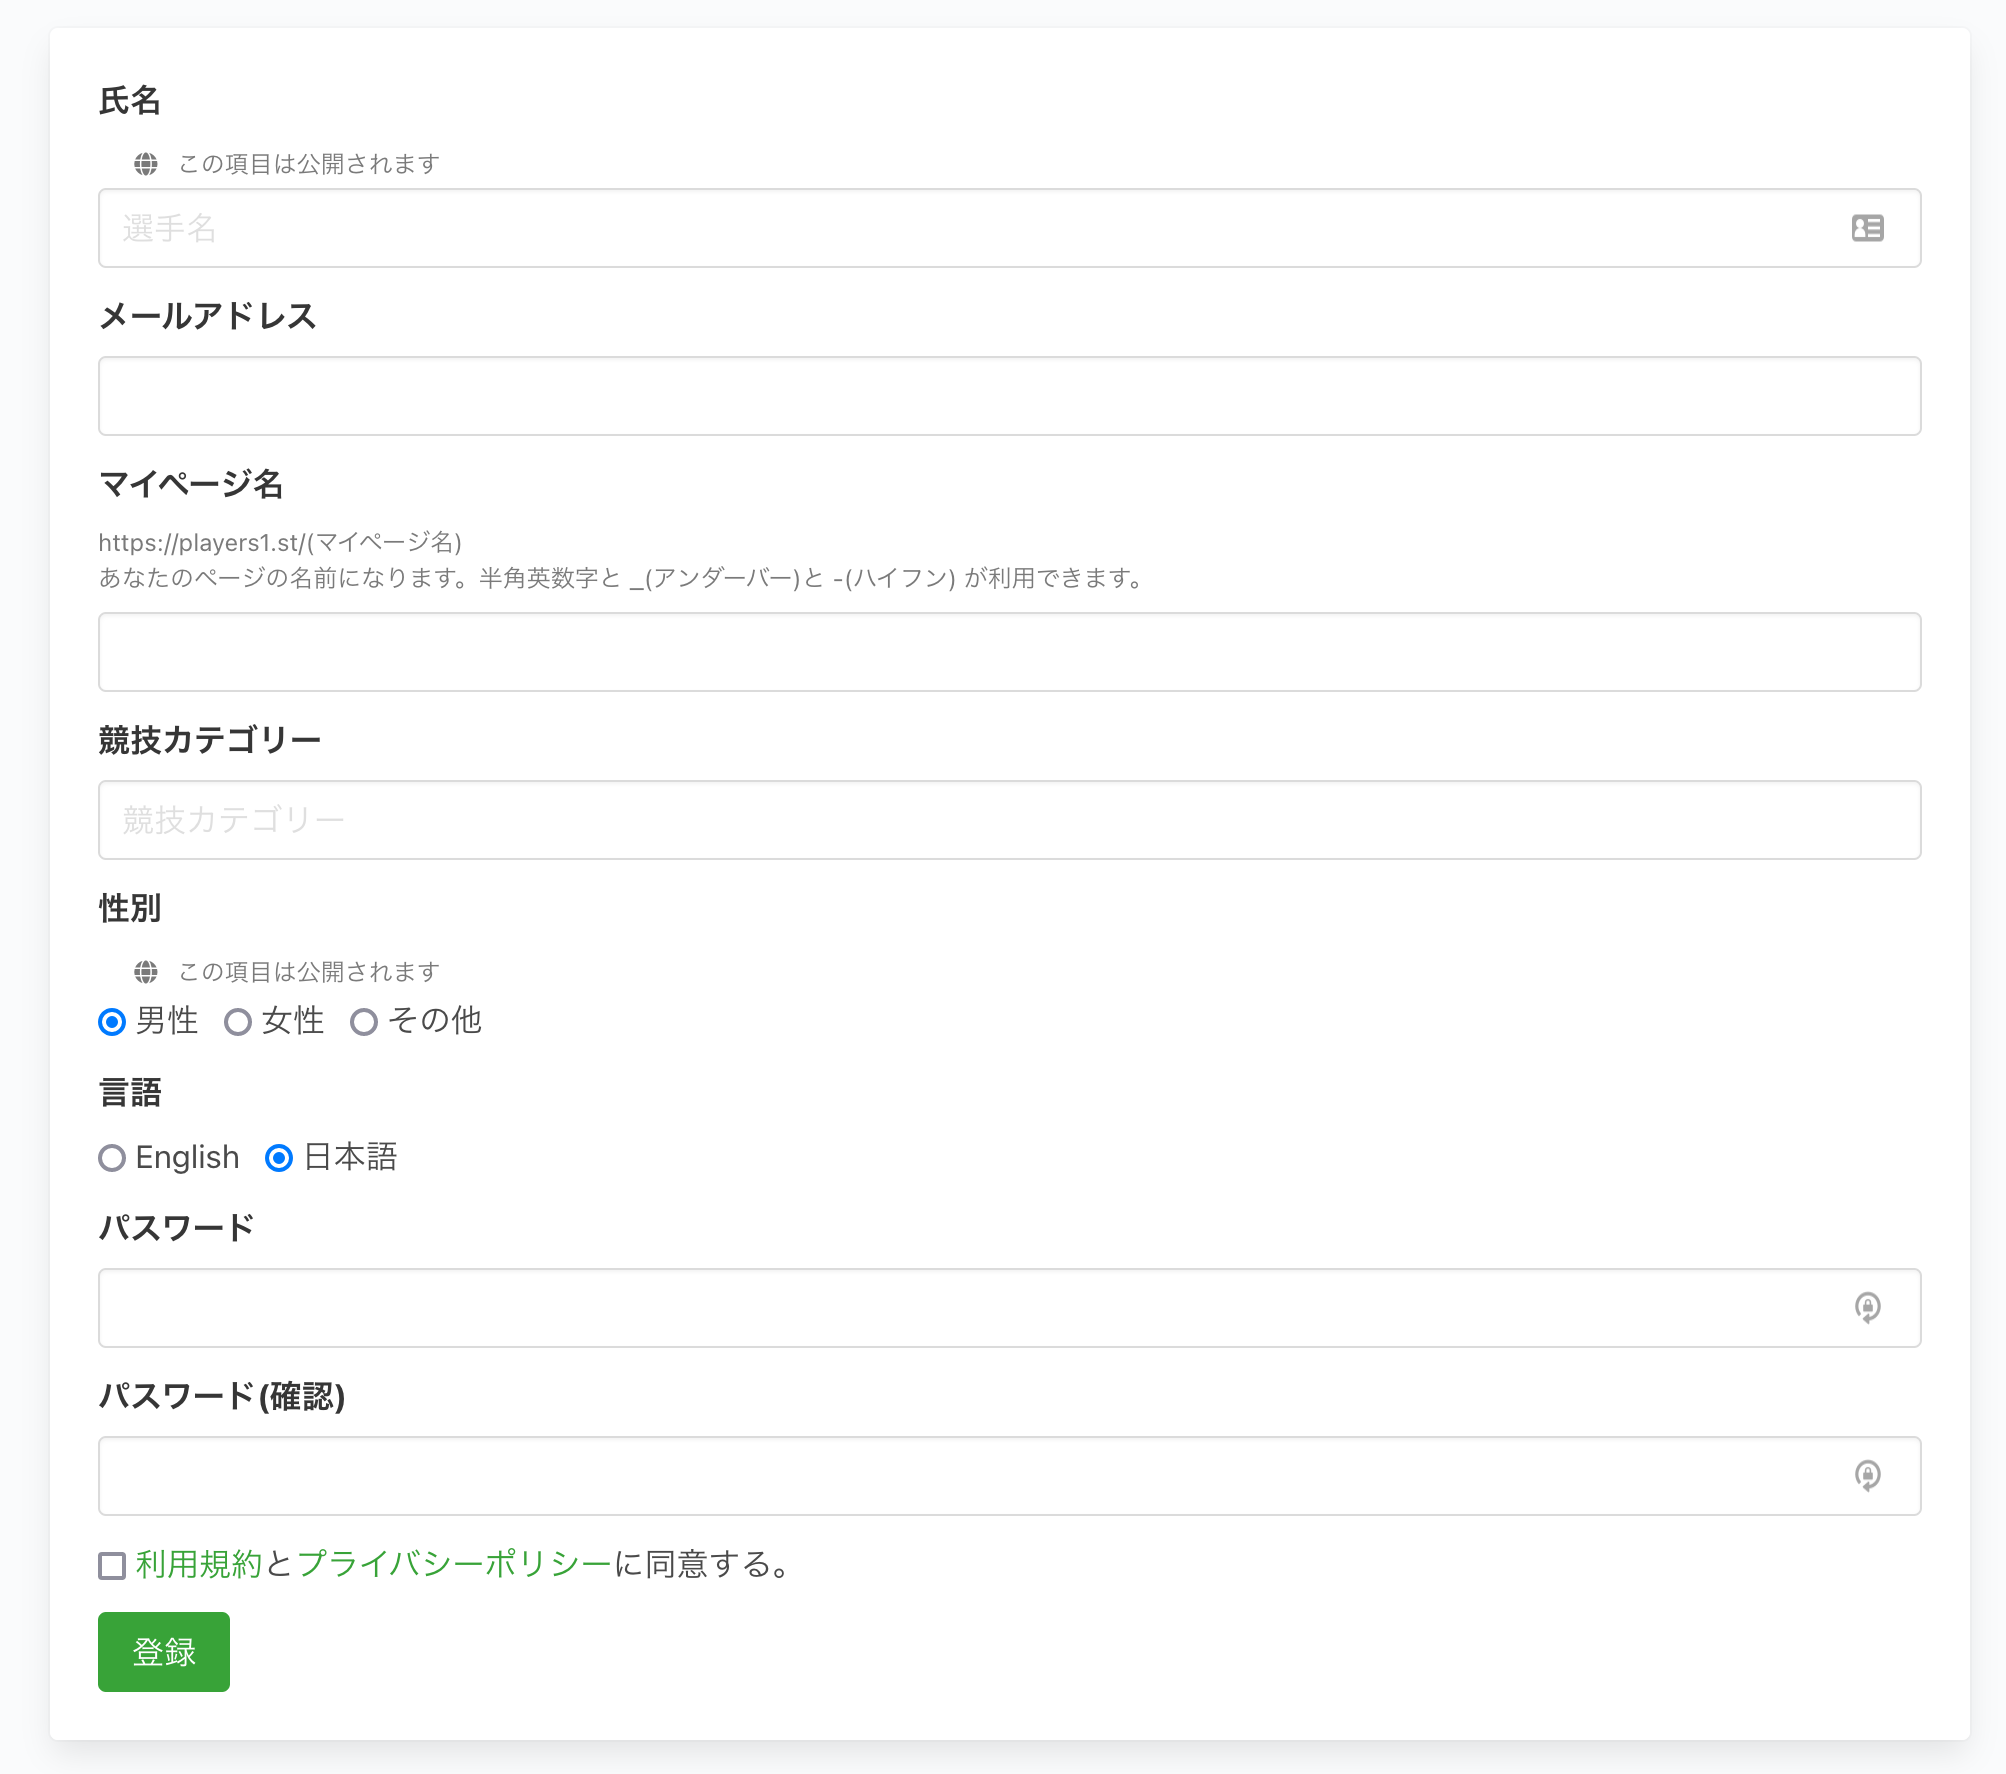 氏名
この項目は公開されます
選手名
メールアドレス
マイページ名
https://players1.st/(マイページ名)
あなたのページの名前になります。半角英数字と _(アンダーバー)と -(ハイフン) が利用できます。
競技カテゴリー
競技カテゴリー
性別
この項目は公開されます
男性 女性 その他
言語
English 日本語
パスワード
パスワード(確認)
利用規約とプライバシーポリシーに同意する。
登録